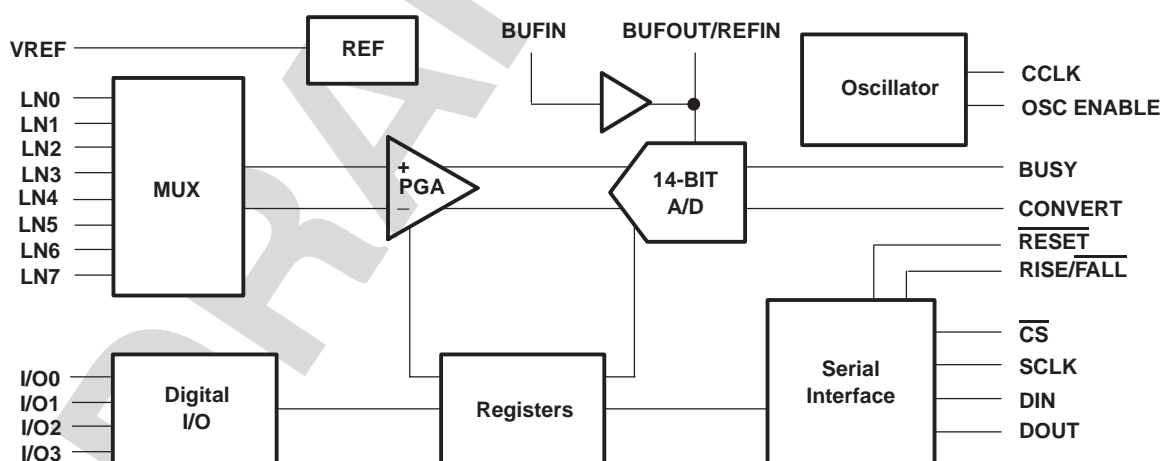 BUFIN
BUFOUT/REFIN
VREF
REF
Oscillator
CCLK
OSC ENABLE
LN0
LN1
LN2
LN3
LN4
LN5
LN6
LN7
MUX
+
PGA
–
14-BIT
A/D
BUSY
CONVERT
RESET
RISE/FALL
CS
SCLK
DIN
DOUT
Serial
Interface
I/O0
I/O1
I/O2
I/O3
Digital
I/O
Registers